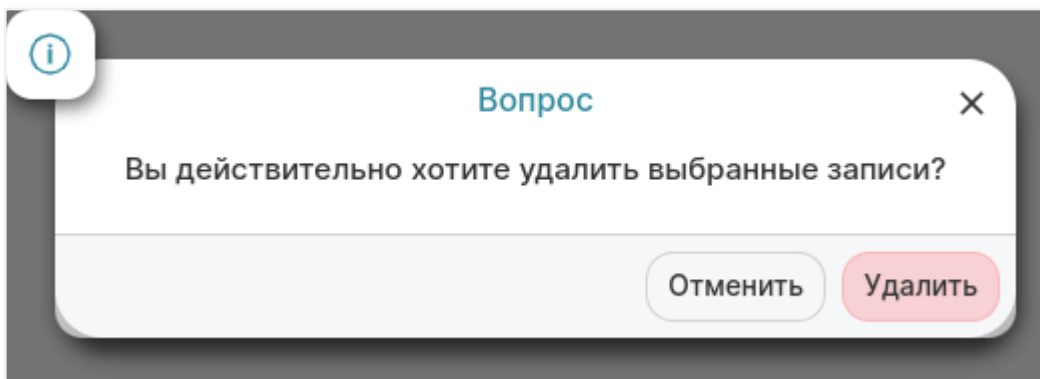 Вопрос
Вы действительно хотите удалить выбранные записи?
Отменить
Удалить